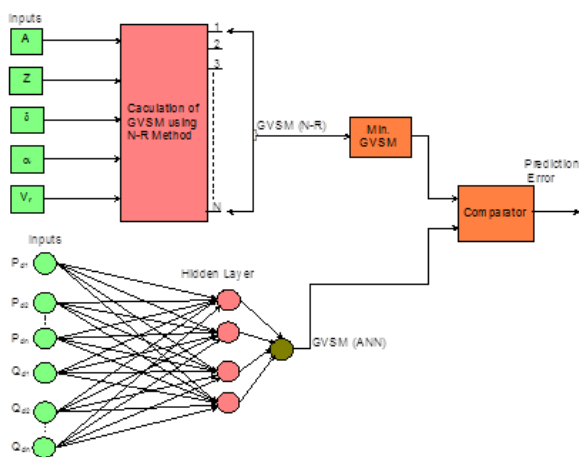 Inputs
A
Z
δ
α
Vr
Caculation of
GVSM using
N-R Method
1
2
3
N
GVSM (N-R)
Min.
GVSM
Prediction
Error
Comparator
Inputs
Pd1
Pd2
Pdn
Qd1
Qd2
Qdn
Hidden Layer
GVSM (ANN)